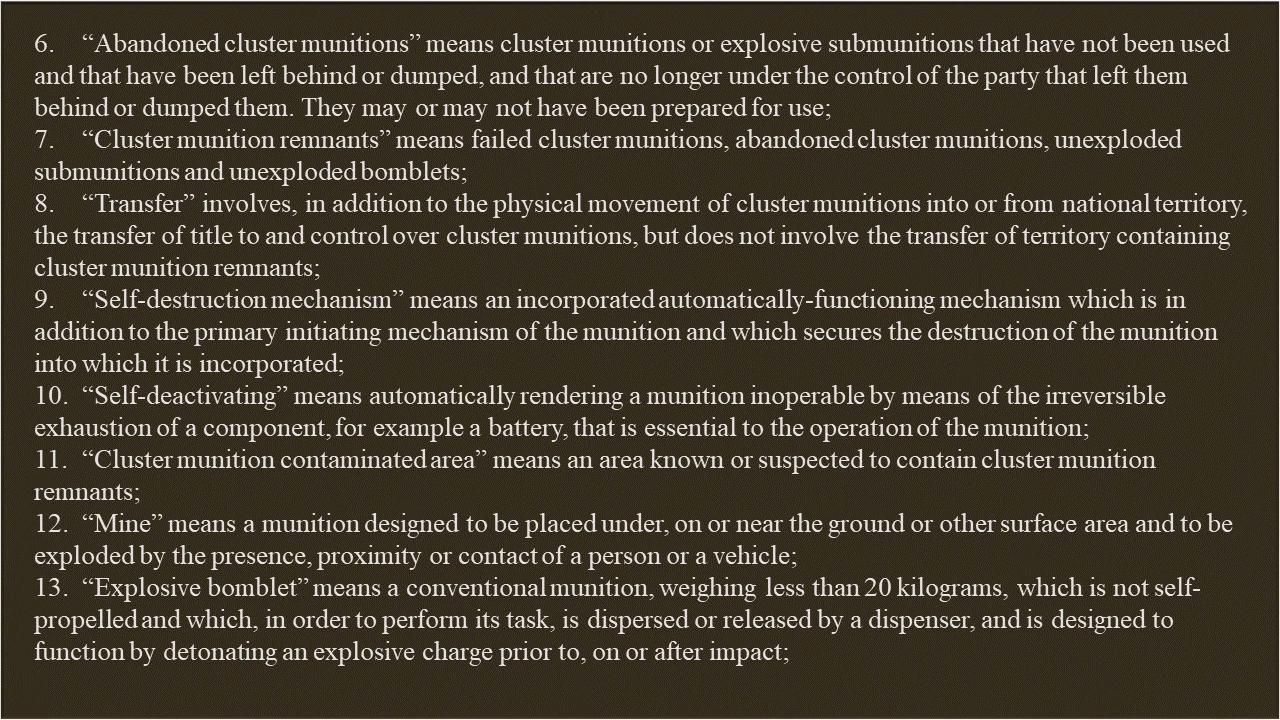 6. “Abandoned cluster munitions” means cluster munitions or explosive submunitions that have not been used
and that have been left behind or dumped, and that are no longer under the control of the party that left them
behind or dumped them. They may or may not have been prepared for use;
7. “Cluster munition remnants” means failed cluster munitions, abandoned cluster munitions, unexploded
submunitions and unexploded bomblets;
8. “Transfer” involves, in addition to the physical movement of cluster munitions into or from national territory,
the transfer of title to and control over cluster munitions, but does not involve the transfer of territory containing
cluster munition remnants;
9. “Self-destruction mechanism” means an incorporated automatically-functioning mechanism which is in
addition to the primary initiating mechanism of the munition and which secures the destruction of the munition
into which it is incorporated;
10. “Self-deactivating” means automatically rendering a munition inoperable by means of the irreversible
exhaustion of a component, for example a battery, that is essential to the operation of the munition;
11. “Cluster munition contaminated area” means an area known or suspected to contain cluster munition
remnants;
12. “Mine” means a munition designed to be placed under, on or near the ground or other surface area and to be
exploded by the presence, proximity or contact of a person or a vehicle;
13. “Explosive bomblet” means a conventional munition, weighing less than 20 kilograms, which is not self-
propelled and which, in order to perform its task, is dispersed or released by a dispenser, and is designed to
function by detonating an explosive charge prior to, on or after impact;